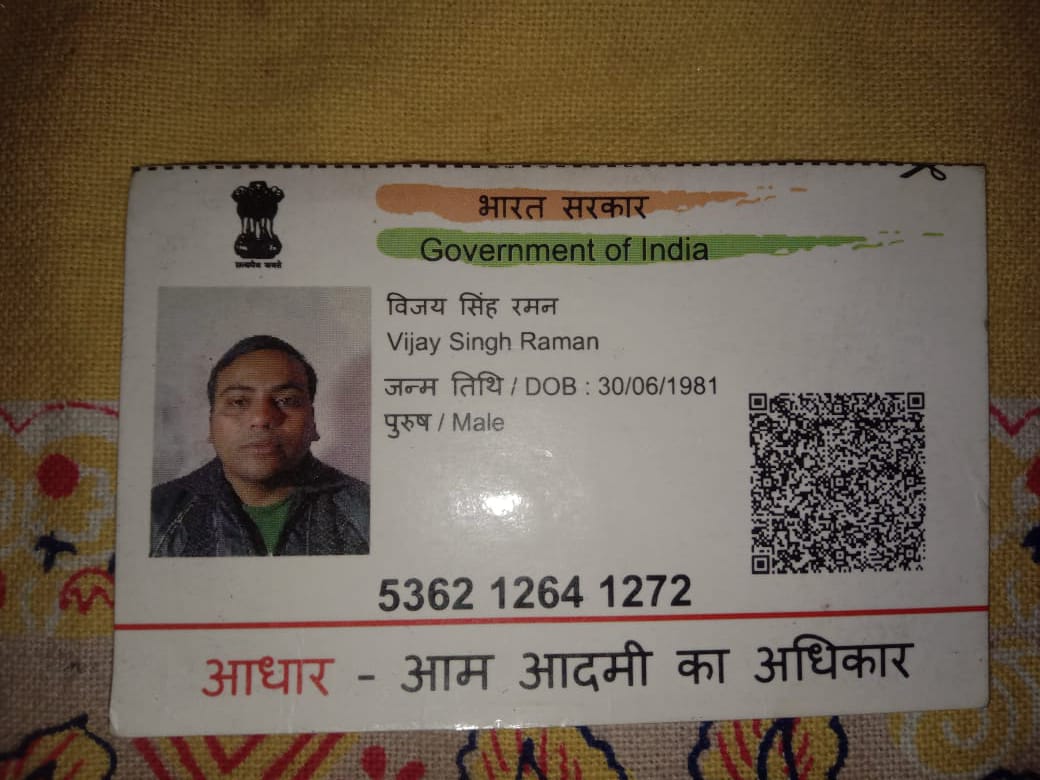 भारत सरकार
Government of India
सत्यमेव जयते
विजय सिंह रमन
Vijay Singh Raman
जन्म तिथि / DOB : 30/06/1981
पुरुष / Male
5362 1264 1272
आधार - आम आदमी का अधिकार